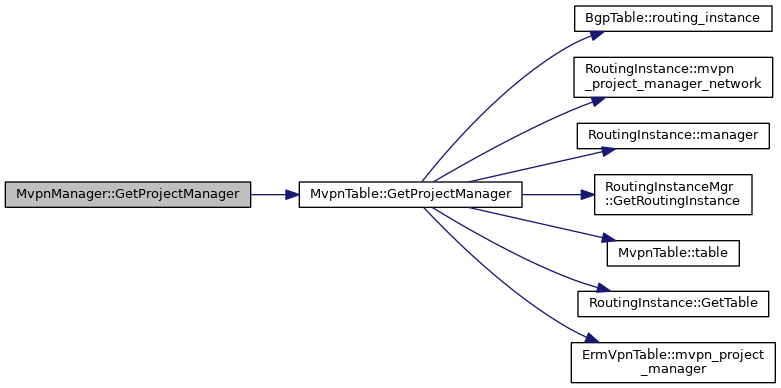 MvpnManager::GetProjectManager
MvpnTable::GetProjectManager
BgpTable::routing_instance
RoutingInstance::mvpn
_project_manager_network
RoutingInstance::manager
RoutingInstanceMgr
::GetRoutingInstance
MvpnTable::table
RoutingInstance::GetTable
ErmVpnTable::mvpn_project
_manager